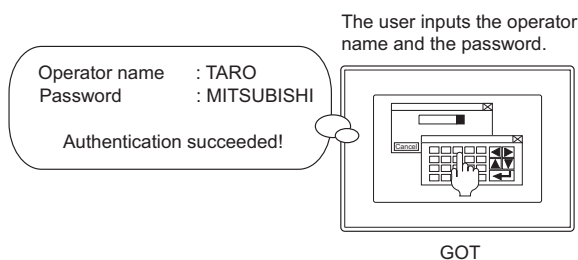 The user inputs the operator
name and the password.
Operator name : TARO
Password : MITSUBISHI
Authentication succeeded!
Cancel
GOT